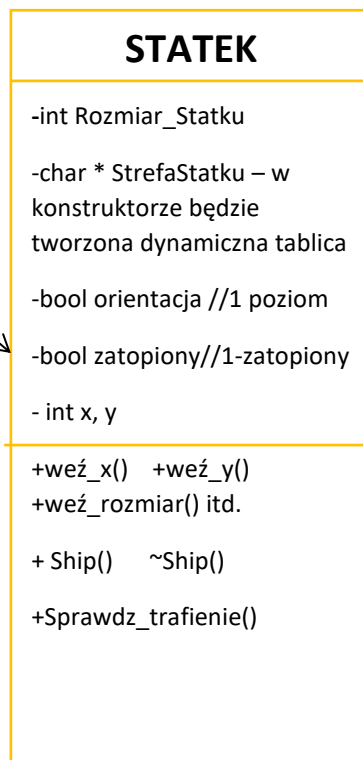 STATEK
-int Rozmiar_Statku
-char * StrefaStatku – w
konstruktorze będzie
tworzona dynamiczna tablica
-bool orientacja //1 poziom
-bool zatopiony//1-zatopiony
- int x, y
+weź_x() +weź_y()
+weź_rozmiar() itd.
+ Ship() ~Ship()
+Sprawdz_trafienie()